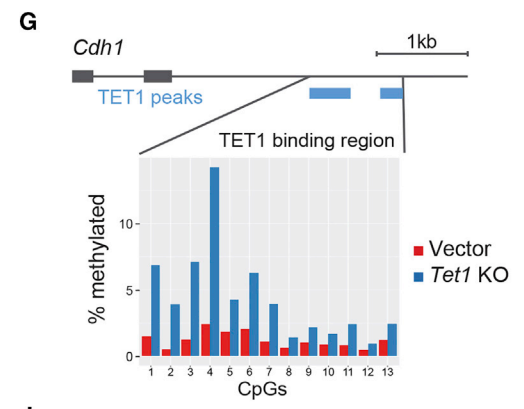 G
Cdh1
1kb
TET1 peaks
TET1 binding region
% methylated
10
5
0
1 2 3 4 5 6 7 8 9 10 11 12 13
CpGs
Vector
Tet1 KO